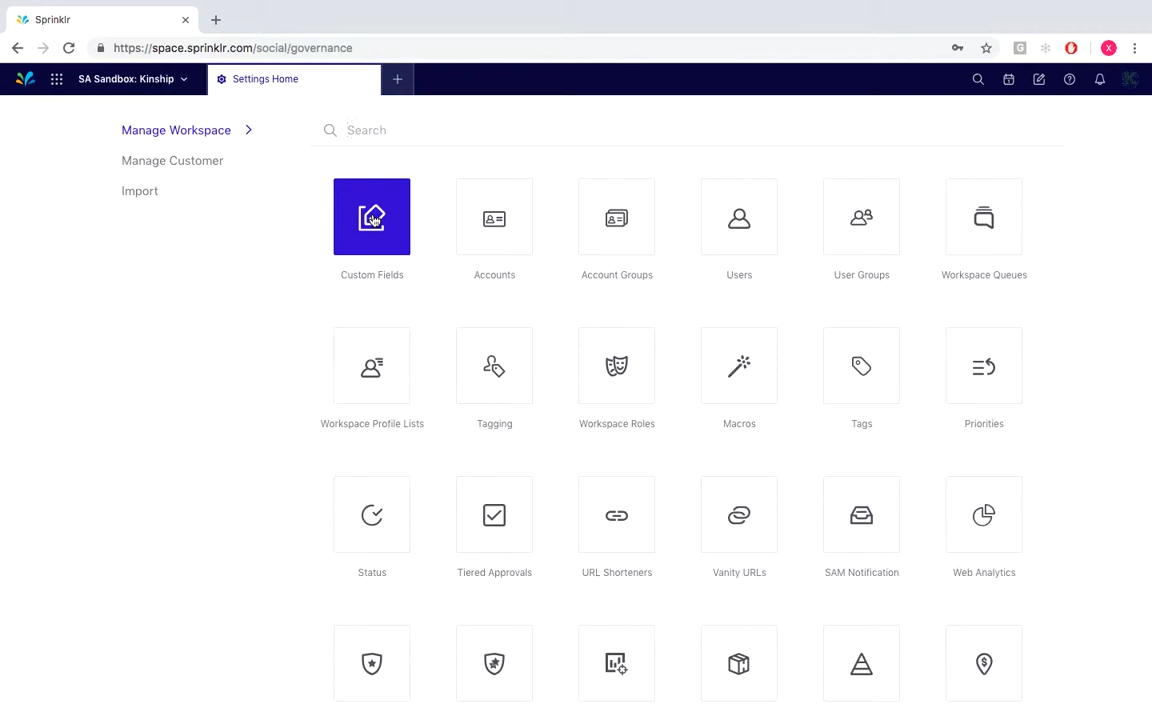 Sprinklr
https://space.sprinklr.com/social/governance
G
X
SA Sandbox: Kinship
Settings Home
Manage Workspace
Search
Manage Customer
Import
Custom Fields
Accounts
Account Groups
Users
User Groups
Workspace Queues
Workspace Profile Lists
Tagging
Workspace Roles
Macros
Tags
Priorities
Status
Tiered Approvals
URL Shorteners
Vanity URLs
SAM Notification
Web Analytics